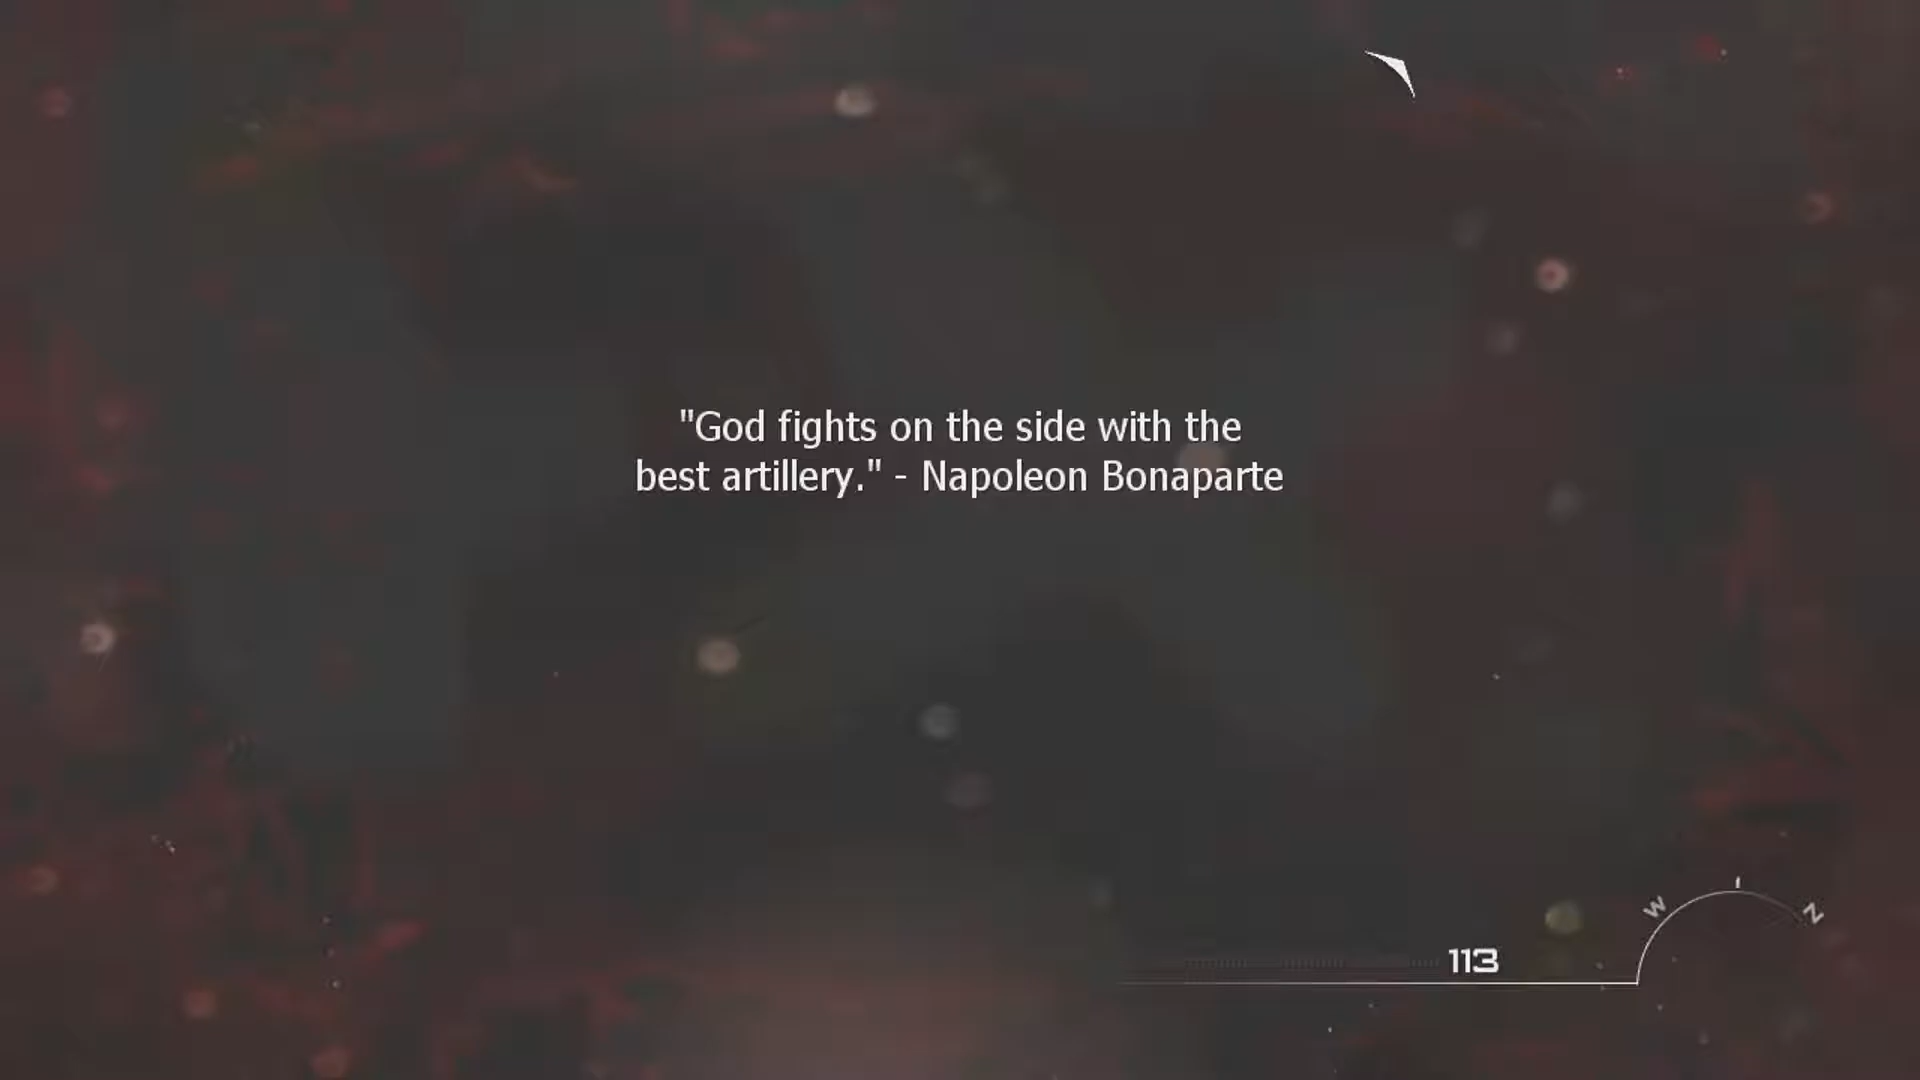 "God fights on the side with the
best artillery." - Napoleon Bonaparte
W
N
113